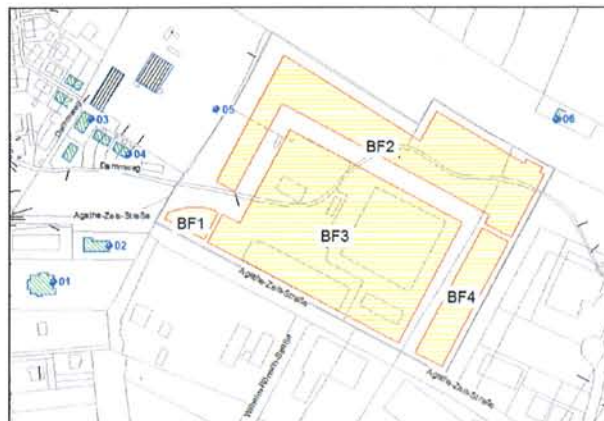 05
06
03
BF2
Dammweg
04
Dammweg
Agathe-Zeis-Straße
BF1
BF3
02
BF4
01
Agathe-Zeis-Straße
Agathe-Zeis-Straße